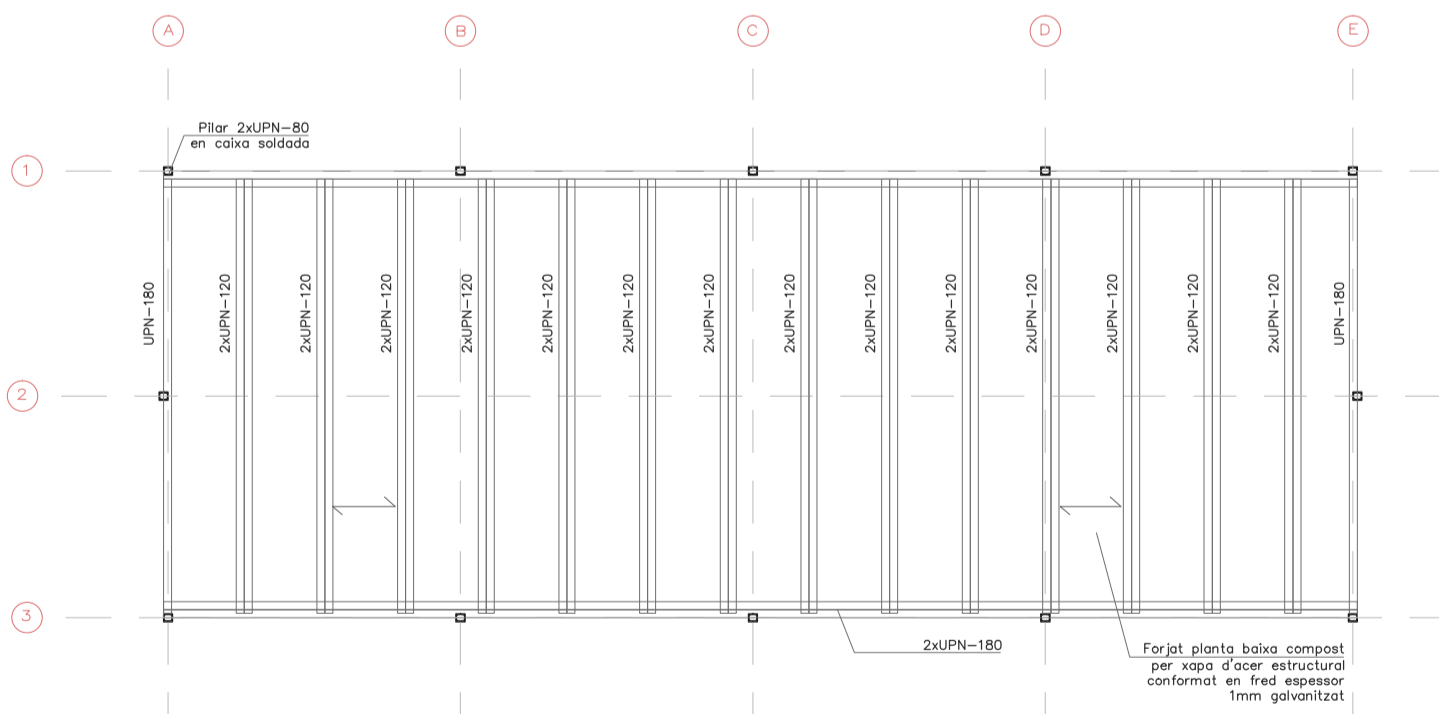 A
B
C
D
E
Pilar 2xUPN-80
en caixa soldada
1
UPN-180
2xUPN-120
2xUPN-120
2xUPN-120
2xUPN-120
2xUPN-120
2xUPN-120
2xUPN-120
2xUPN-120
2xUPN-120
2xUPN-120
2xUPN-120
2xUPN-120
2xUPN-120
2xUPN-120
UPN-180
2
3
2xUPN-180
Forjat planta baixa compost
per xapa d'acer estructural
conformat en fred espessor
1mm galvanitzat